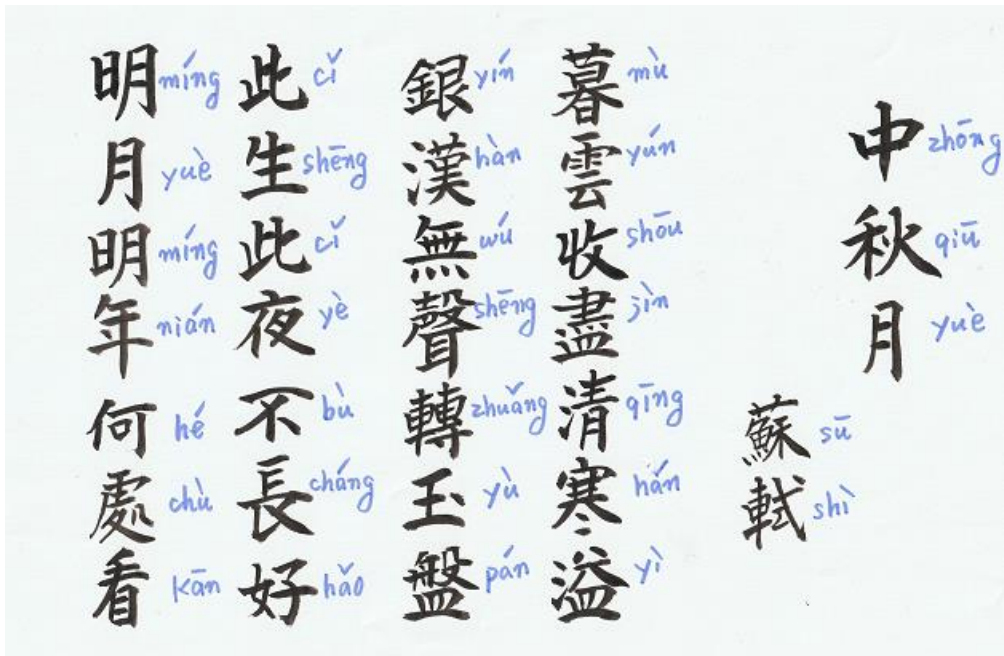 中秋月
zhōng qiū yuè
蘇軾
sū shì
暮雲收盡清寒溢
mù yún shōu jìn qīng hán yì
銀漢無聲轉玉盤
yín hàn wú shēng zhuǎng yù pán
此生此夜不長好
cǐ shēng cǐ yè bù cháng hǎo
明月明年何處看
míng yuè míng nián hé chù kān